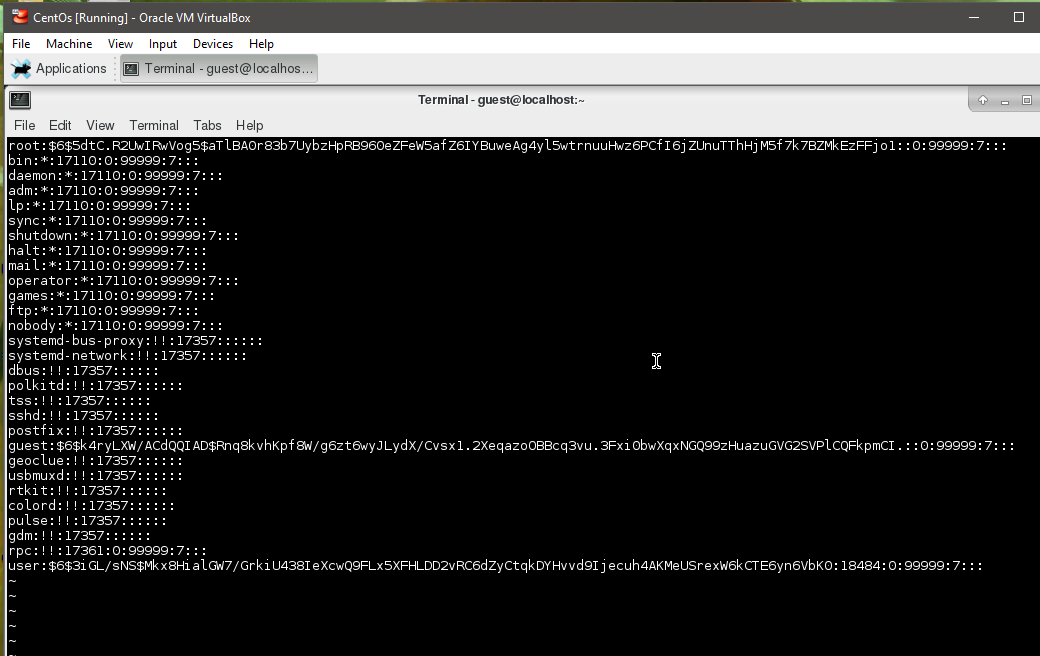 CentOs [Running] - Oracle VM VirtualBox
File Machine View Input Devices Help
Applications Terminal - guest@localhos...
Terminal - guest@localhost:~
File Edit View Terminal Tabs Help
root:$6$5dtC.R2UwIRwVog5$aTlBAOr83b7UybzHpRB96OeZFeW5afZ6IYBuweAg4yl5wtrnuuHwz6PCfI6jZUnuTThHjM5f7k7BZMkEzFFjo1::0:99999:7:::
bin:*:17110:0:99999:7:::
daemon:*:17110:0:99999:7:::
adm:*:17110:0:99999:7:::
lp:*:17110:0:99999:7:::
sync:*:17110:0:99999:7:::
shutdown:*:17110:0:99999:7:::
halt:*:17110:0:99999:7:::
mail:*:17110:0:99999:7:::
operator:*:17110:0:99999:7:::
games:*:17110:0:99999:7:::
ftp:*:17110:0:99999:7:::
nobody:*:17110:0:99999:7:::
systemd-bus-proxy:!!:17357::::::
systemd-network:!!:17357::::::
dbus:!!:17357::::::
polkitd:!!:17357::::::
tss:!!:17357::::::
sshd:!!:17357::::::
postfix:!!:17357::::::
guest:$6$k4ryLXW/ACdQQIAD$Rnq8kvhKpf8W/g6zt6wyJLydX/Cvsx1.2XeqazoOBBcq3vu.3FxiObwXqxNGQ99zHuazuGVG2SVPlCQFkpmCI.::0:99999:7:::
geoclue:!!:17357::::::
usbmuxd:!!:17357::::::
rtkit:!!:17357::::::
colord:!!:17357::::::
pulse:!!:17357::::::
gdm:!!:17357::::::
rpc:!!:17361:0:99999:7:::
user:$6$3iGL/sNS$Mkx8HialGW7/GrkiU438IeXcwQ9FLx5XFHLDD2vRC6dZyCtqkDYHvvd9Ijecuh4AKMeUSrexW6kCTE6yn6VbK0:18484:0:99999:7:::
~
~
~
~
~